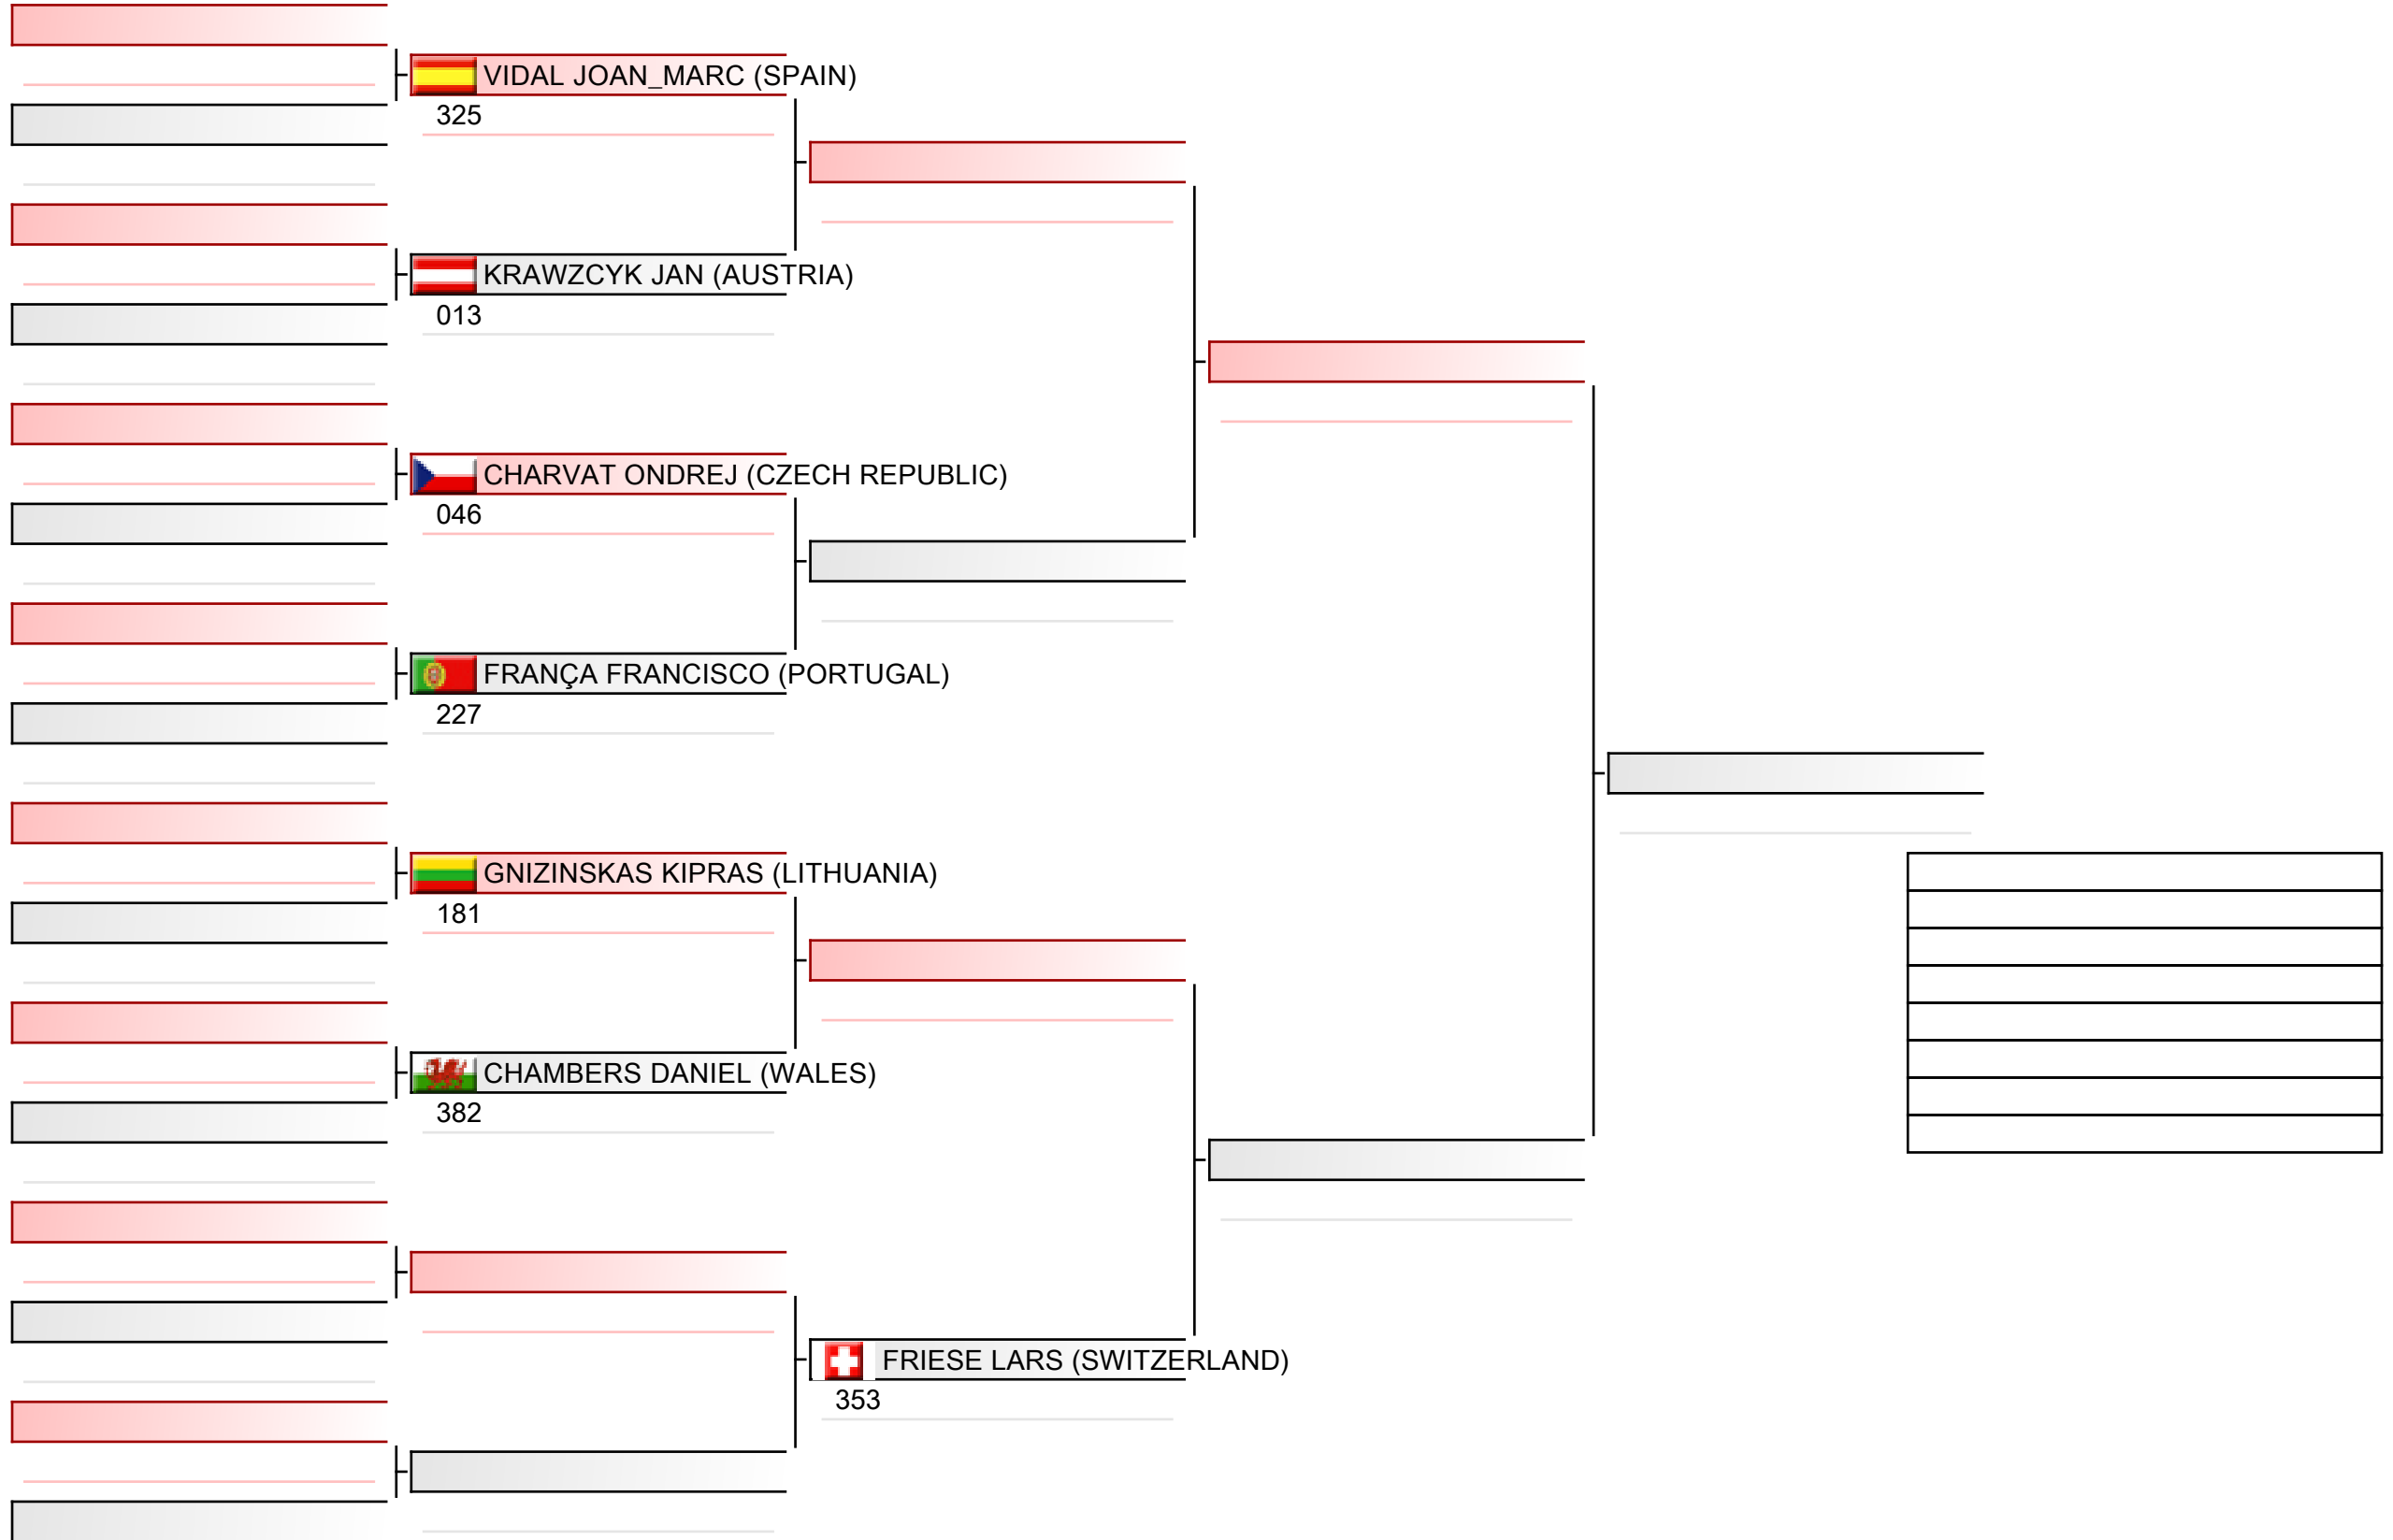 VIDAL JOAN_MARC (SPAIN)
325
KRAWZCYK JAN (AUSTRIA)
013
CHARVAT ONDREJ (CZECH REPUBLIC)
046
FRANÇA FRANCISCO (PORTUGAL)
227
GNIZINSKAS KIPRAS (LITHUANIA)
181
CHAMBERS DANIEL (WALES)
382
FRIESE LARS (SWITZERLAND)
353